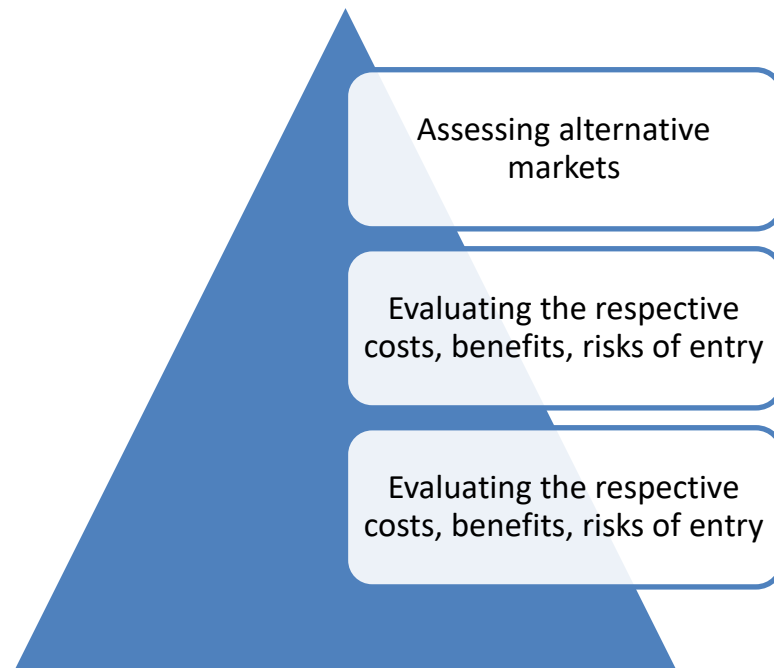 Assessing alternative
markets
Evaluating the respective
costs, benefits, risks of entry
Evaluating the respective
costs, benefits, risks of entry